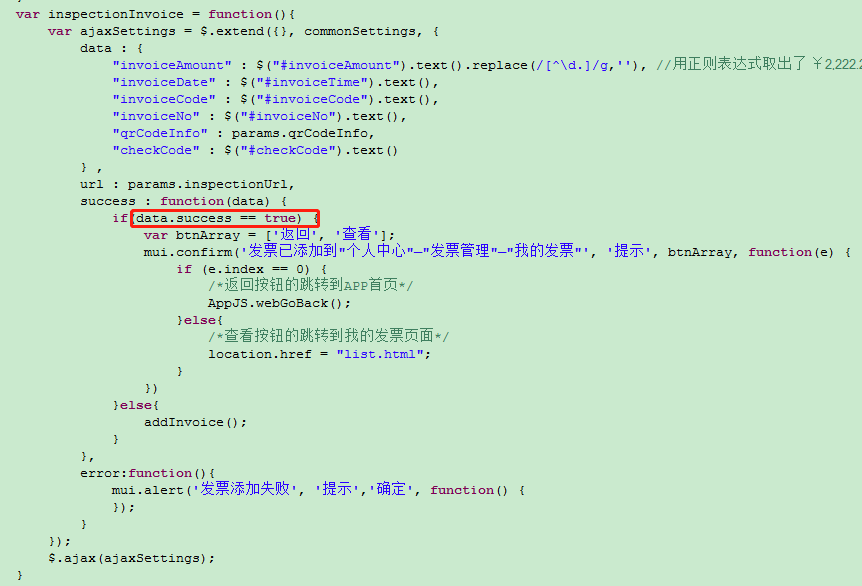 var inspectionInvoice = function(){
var ajaxSettings = $.extend({}, commonSettings, {
data : {
"invoiceAmount" : $("#invoiceAmount").text().replace(/[^\d.]/g,''), //用正则表达式取出了 ￥2,222.2
"invoiceDate" : $("#invoiceTime").text(),
"invoiceCode" : $("#invoiceCode").text(),
"invoiceNo" : $("#invoiceNo").text(),
"qrCodeInfo" : params.qrCodeInfo,
"checkCode" : $("#checkCode").text()
} ,
url : params.inspectionUrl,
success : function(data) {
if(data.success == true) {
var btnArray = ['返回', '查看'];
mui.confirm('发票已添加到"个人中心"—"发票管理"—"我的发票"', '提示', btnArray, function(e) {
if (e.index == 0) {
/*返回按钮的跳转到APP首页*/
AppJS.webGoBack();
}else{
/*查看按钮的跳转到我的发票页面*/
location.href = "list.html";
}
})
}else{
addInvoice();
}
},
error:function(){
mui.alert('发票添加失败', '提示','确定', function() {
});
}
});
$.ajax(ajaxSettings);
}